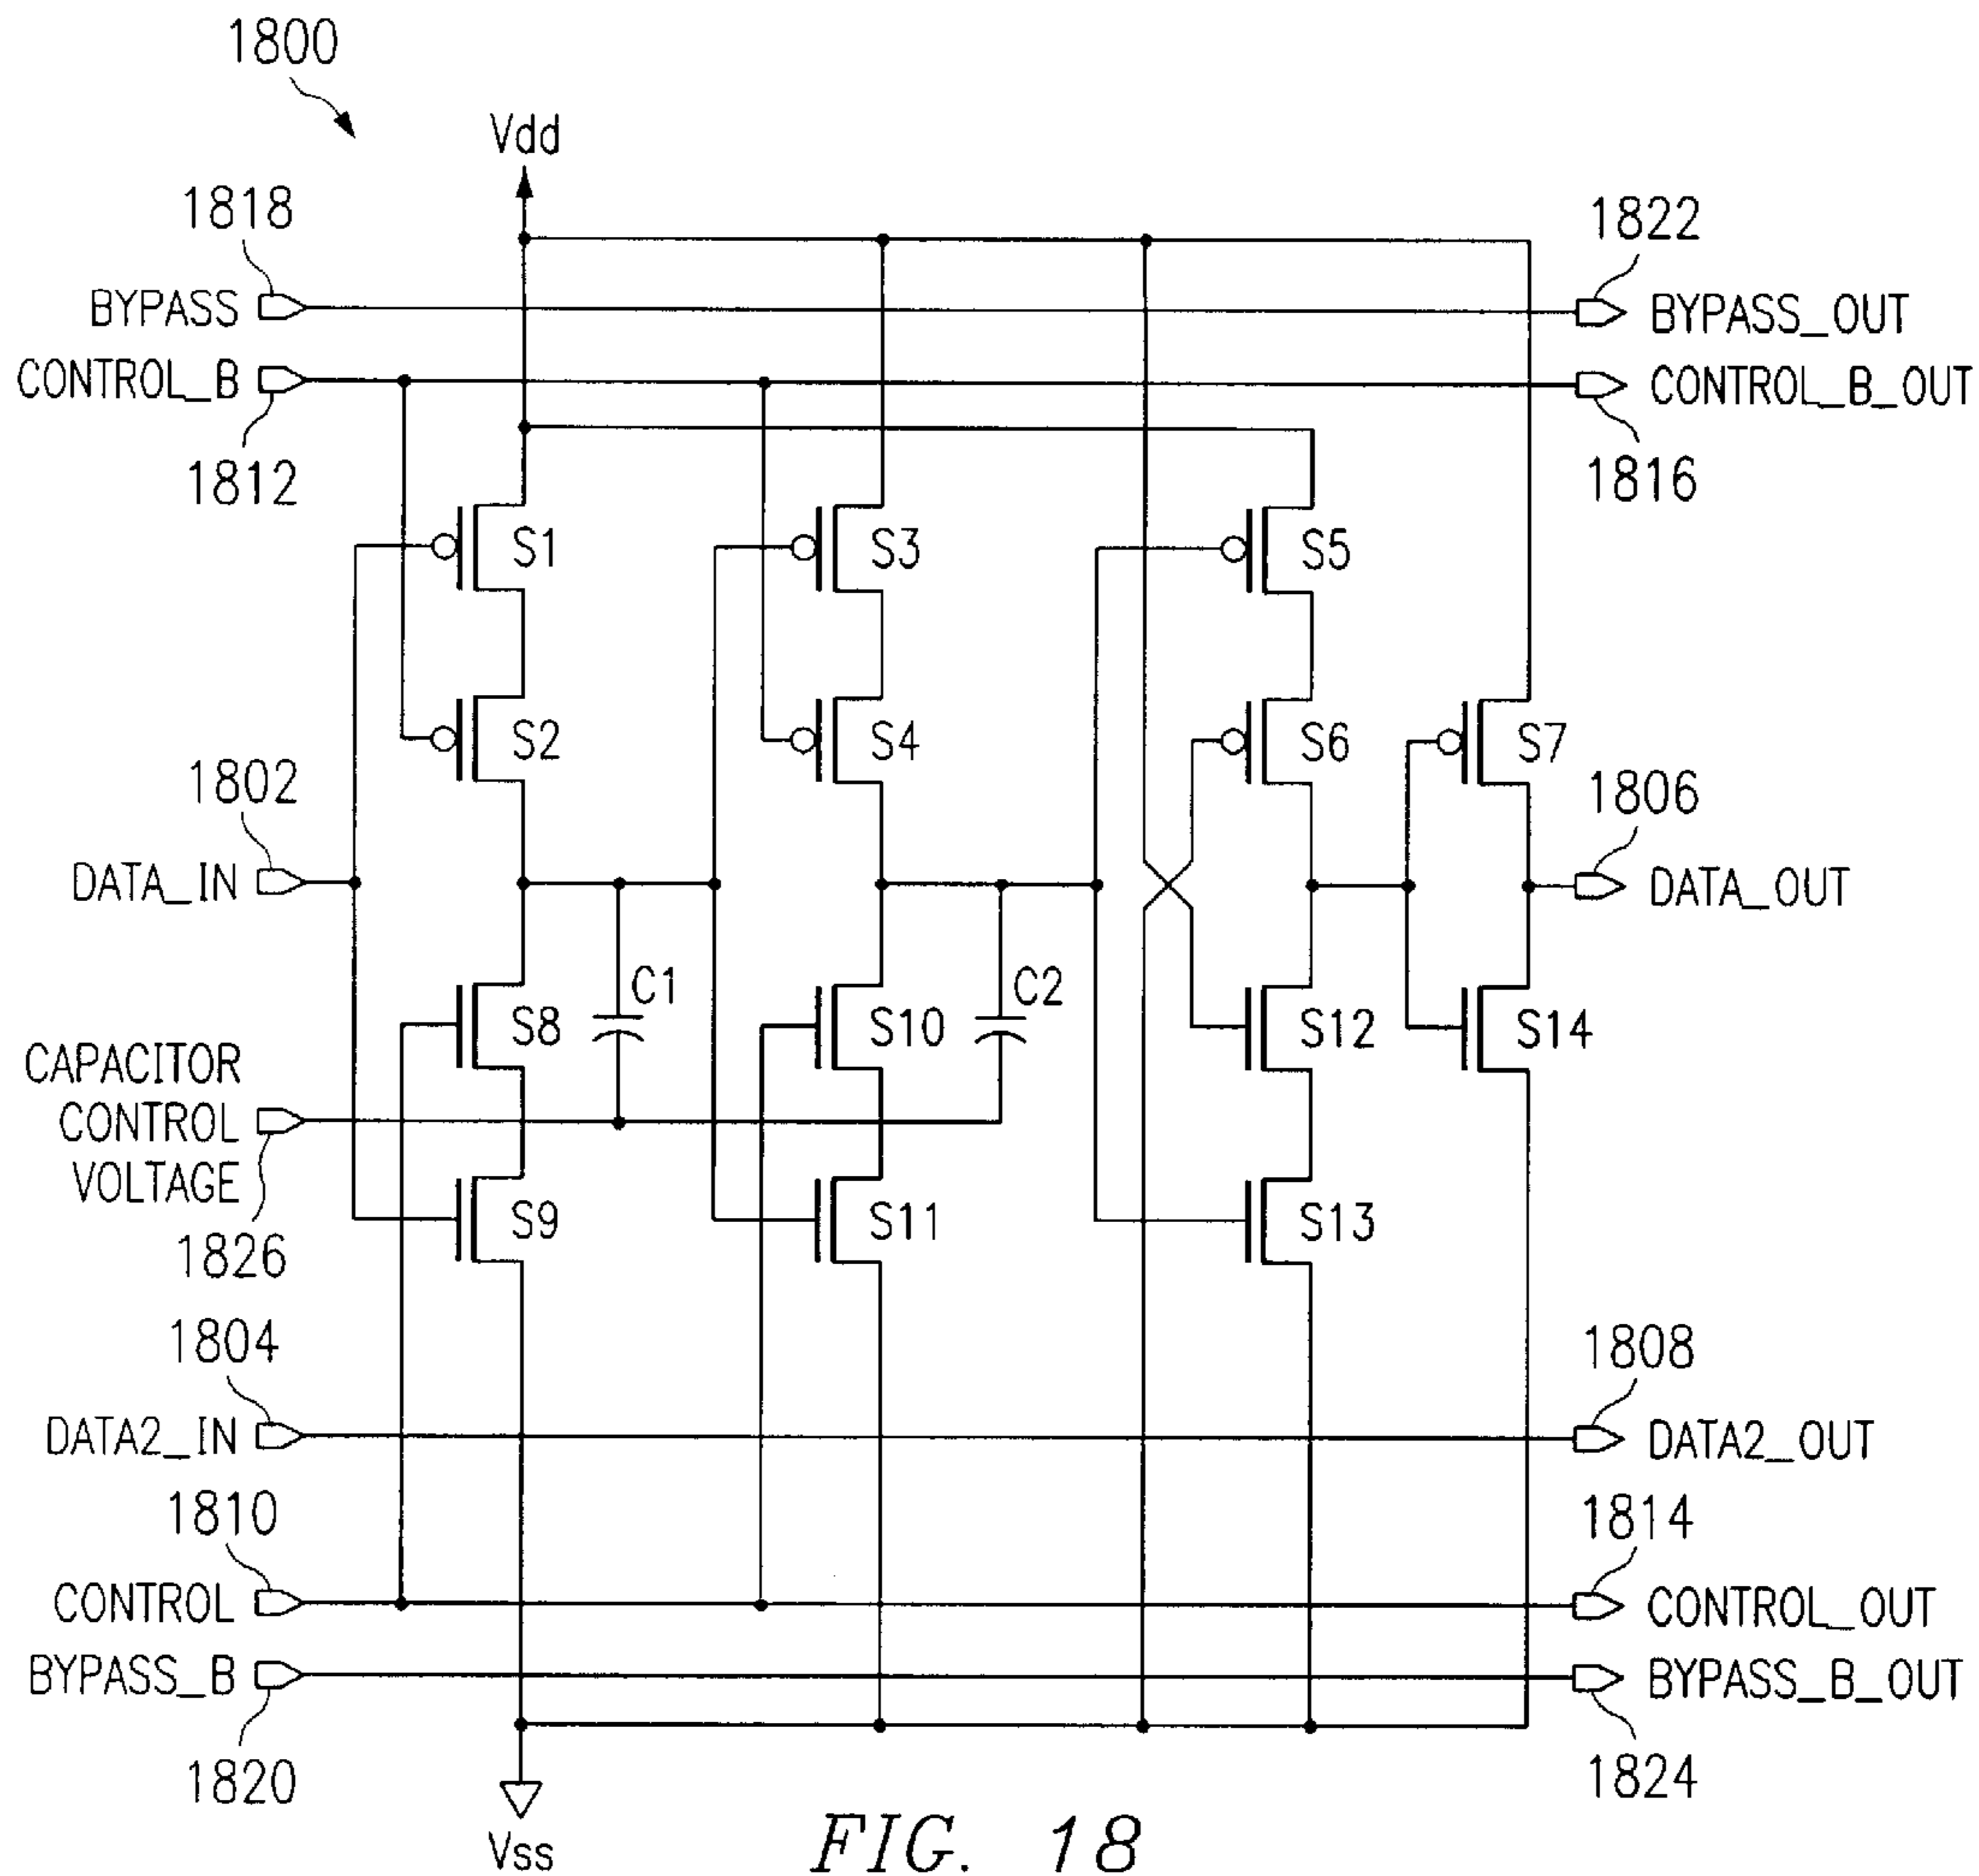 1800
Vdd
1818
1822
BYPASS
BYPASS_OUT
CONTROL_B
CONTROL_B_OUT
1812
1816
S1
S3
S5
S2
S4
S6
S7
1802
1806
DATA_IN
DATA_OUT
C1
C2
S8
S10
S12
S14
CAPACITOR
CONTROL
VOLTAGE
1826
S9
S11
S13
1804
1808
DATA2_IN
DATA2_OUT
1810
1814
CONTROL
CONTROL_OUT
BYPASS_B
BYPASS_B_OUT
1820
1824
Vss
FIG. 18